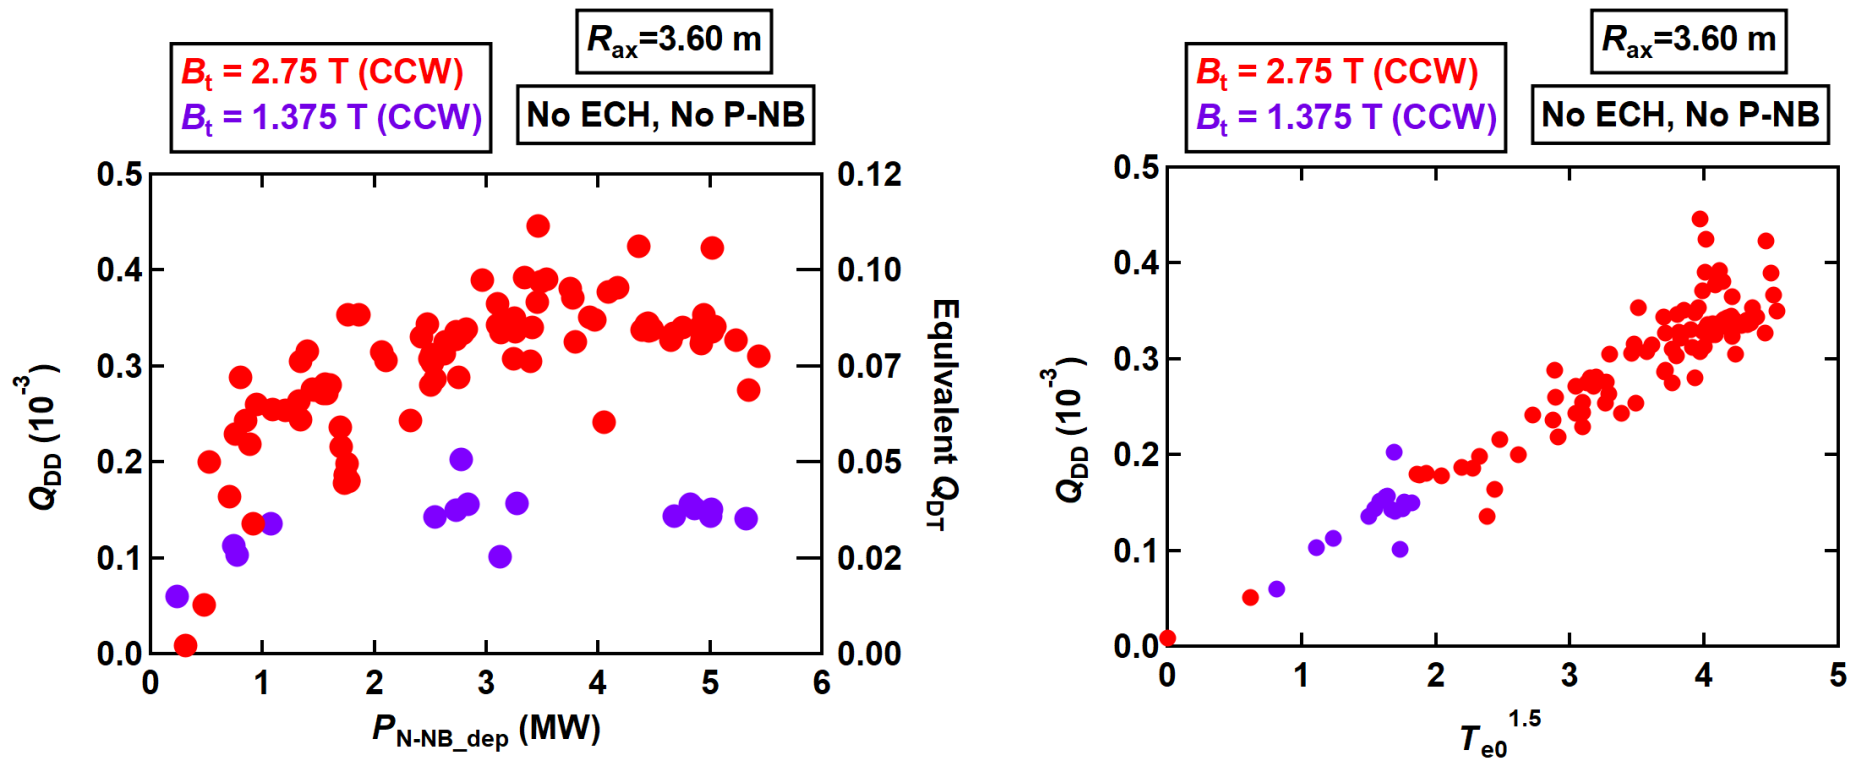 Rax=3.60 m
Bt = 2.75 T (CCW)
Bt = 1.375 T (CCW)
No ECH, No P-NB
0.5
0.4
0.3
0.2
0.1
0.0
QDD (10-3)
0.12
0.10
0.07
0.05
0.02
0.00
Equlvalent QDT
0 1 2 3 4 5 6
PN-NB_dep (MW)
Rax=3.60 m
Bt = 2.75 T (CCW)
Bt = 1.375 T (CCW)
No ECH, No P-NB
0.5
0.4
0.3
0.2
0.1
0.0
QDD (10-3)
0 1 2 3 4 5
Te0 1.5